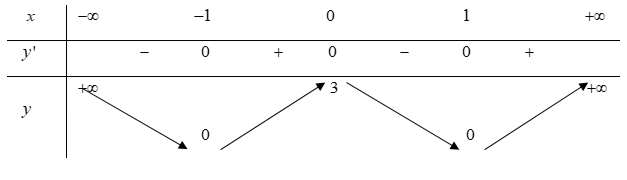 x −∞ −1 0 1 +∞
y' − 0 + 0 − 0 +
+∞ 3 +∞
y
0 0